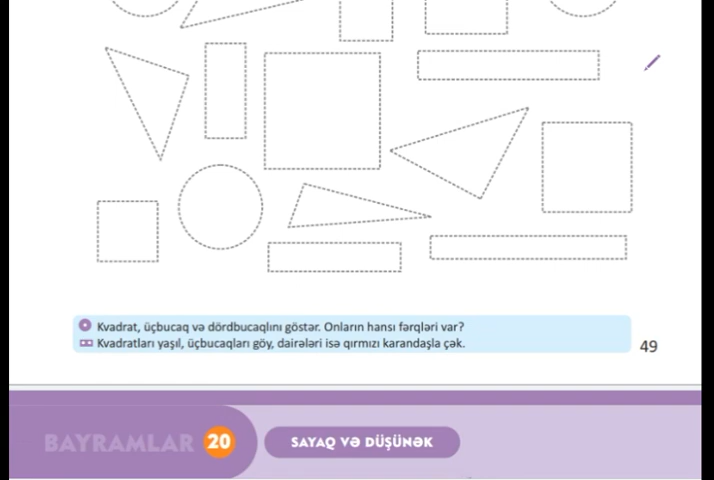 Kvadrat, üçbucaq və dördbucaqlını göstər. Onların hansı fərqləri var?
Kvadratları yaşıl, üçbucaqları göy, dairələri isə qırmızı karandaşla çək.
49
BAYRAMLAR 20 SAYAQ VƏ DÜŞÜNƏK